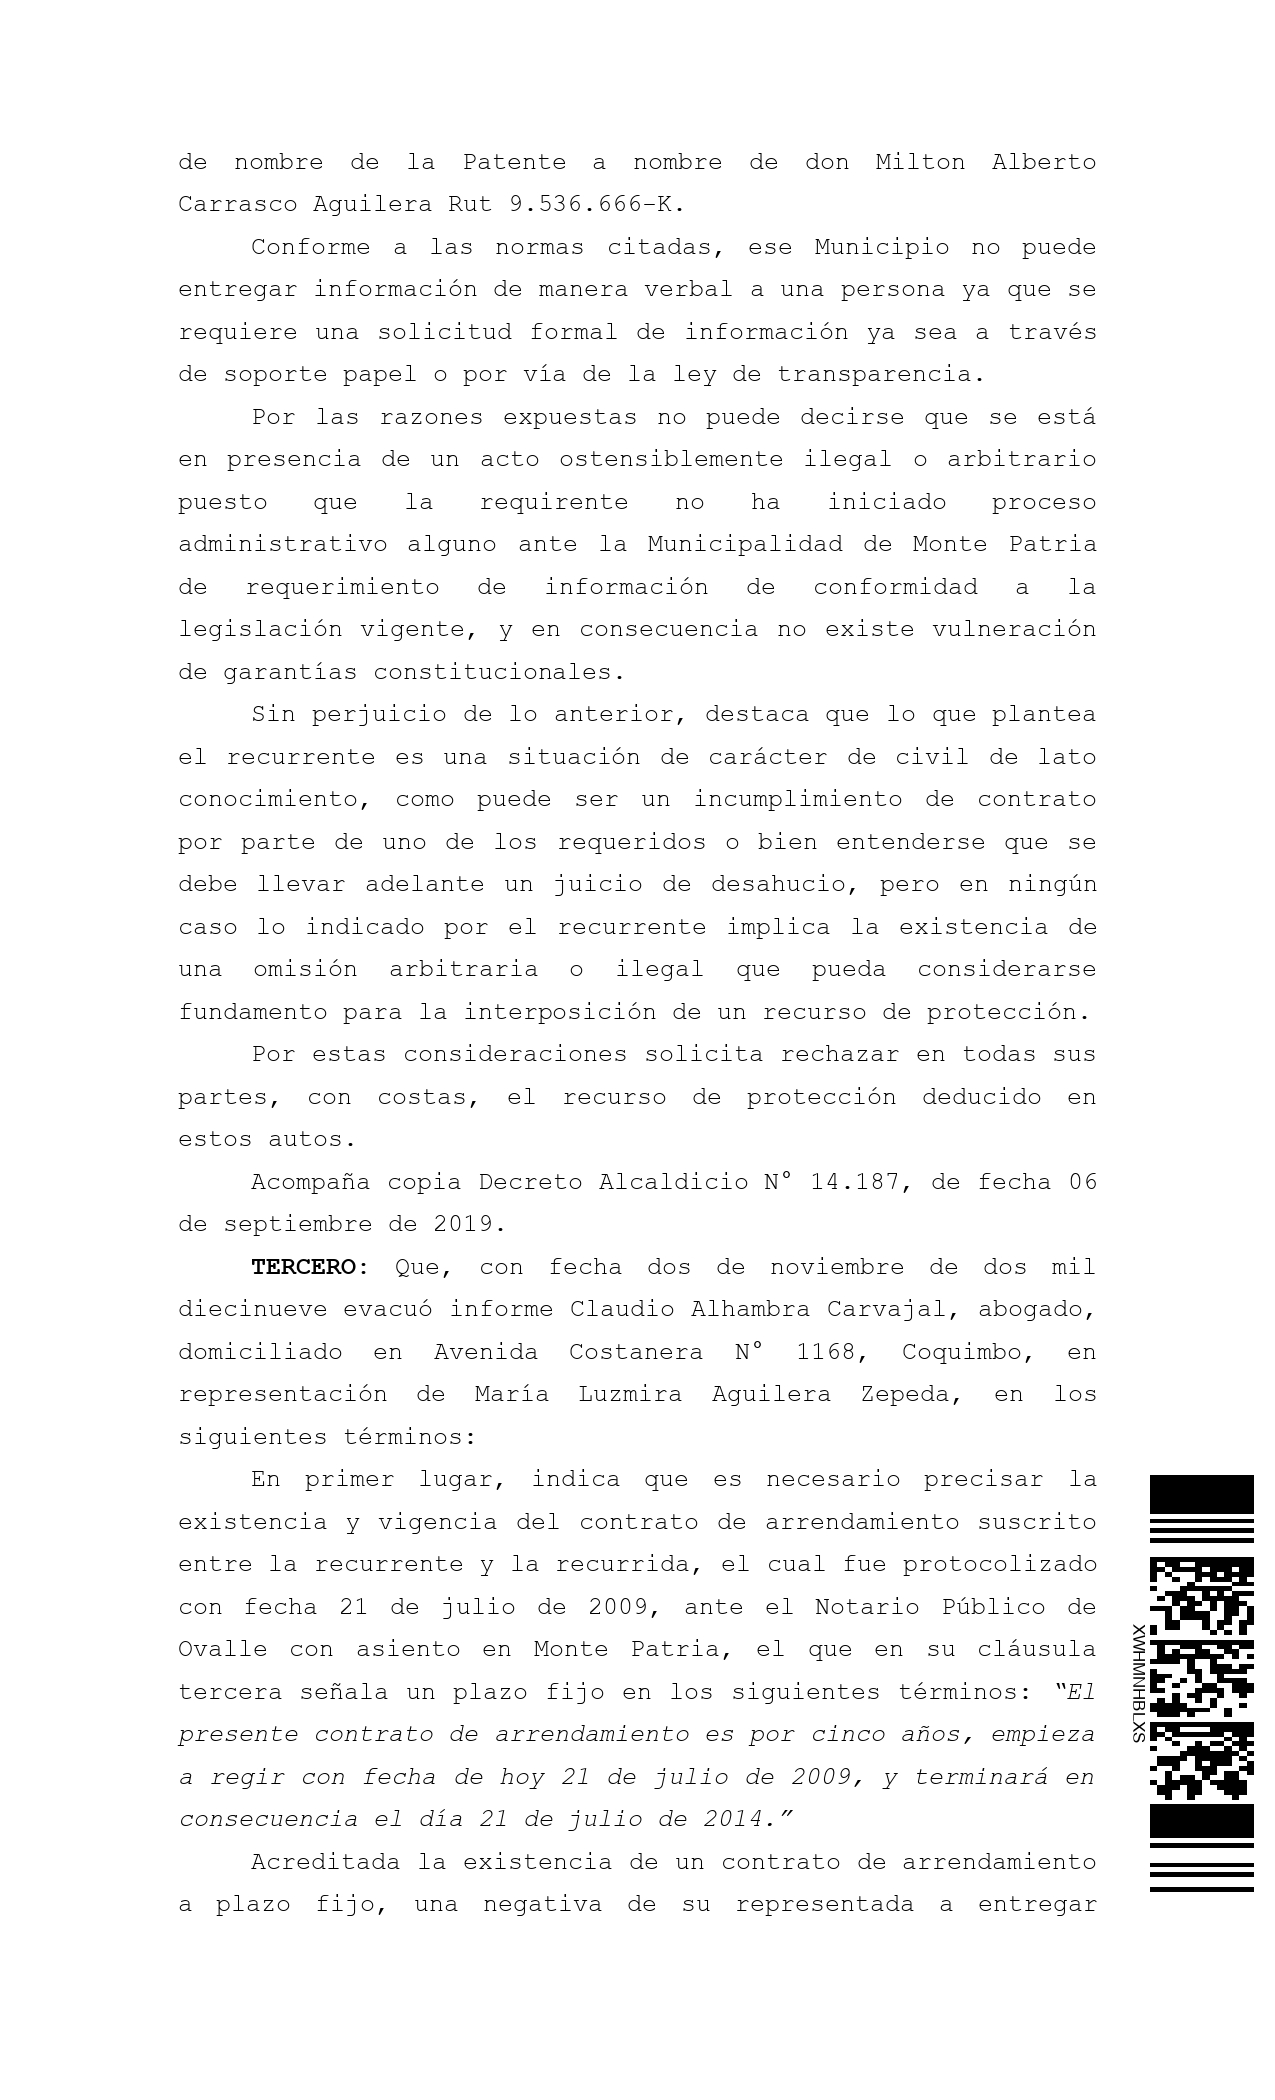 de nombre de la Patente a nombre de don Milton Alberto
Carrasco Aguilera Rut 9.536.666-K.
Conforme a las normas citadas, ese Municipio no puede
entregar información de manera verbal a una persona ya que se
requiere una solicitud formal de información ya sea a través
de soporte papel o por vía de la ley de transparencia.
Por las razones expuestas no puede decirse que se está
en presencia de un acto ostensiblemente ilegal o arbitrario
puesto que la requirente no ha iniciado proceso
administrativo alguno ante la Municipalidad de Monte Patria
de requerimiento de información de conformidad a la
legislación vigente, y en consecuencia no existe vulneración
de garantías constitucionales.
Sin perjuicio de lo anterior, destaca que lo que plantea
el recurrente es una situación de carácter de civil de lato
conocimiento, como puede ser un incumplimiento de contrato
por parte de uno de los requeridos o bien entenderse que se
debe llevar adelante un juicio de desahucio, pero en ningún
caso lo indicado por el recurrente implica la existencia de
una omisión arbitraria o ilegal que pueda considerarse
fundamento para la interposición de un recurso de protección.
Por estas consideraciones solicita rechazar en todas sus
partes, con costas, el recurso de protección deducido en
estos autos.
Acompaña copia Decreto Alcaldicio N° 14.187, de fecha 06
de septiembre de 2019.
TERCERO: Que, con fecha dos de noviembre de dos mil
diecinueve evacuó informe Claudio Alhambra Carvajal, abogado,
domiciliado en Avenida Costanera N° 1168, Coquimbo, en
representación de María Luzmira Aguilera Zepeda, en los
siguientes términos:
En primer lugar, indica que es necesario precisar la
existencia y vigencia del contrato de arrendamiento suscrito
entre la recurrente y la recurrida, el cual fue protocolizado
con fecha 21 de julio de 2009, ante el Notario Público de
Ovalle con asiento en Monte Patria, el que en su cláusula
tercera señala un plazo fijo en los siguientes términos: “El
presente contrato de arrendamiento es por cinco años, empieza
a regir con fecha de hoy 21 de julio de 2009, y terminará en
consecuencia el día 21 de julio de 2014.”
Acreditada la existencia de un contrato de arrendamiento
a plazo fijo, una negativa de su representada a entregar
XWHMNHBLXS